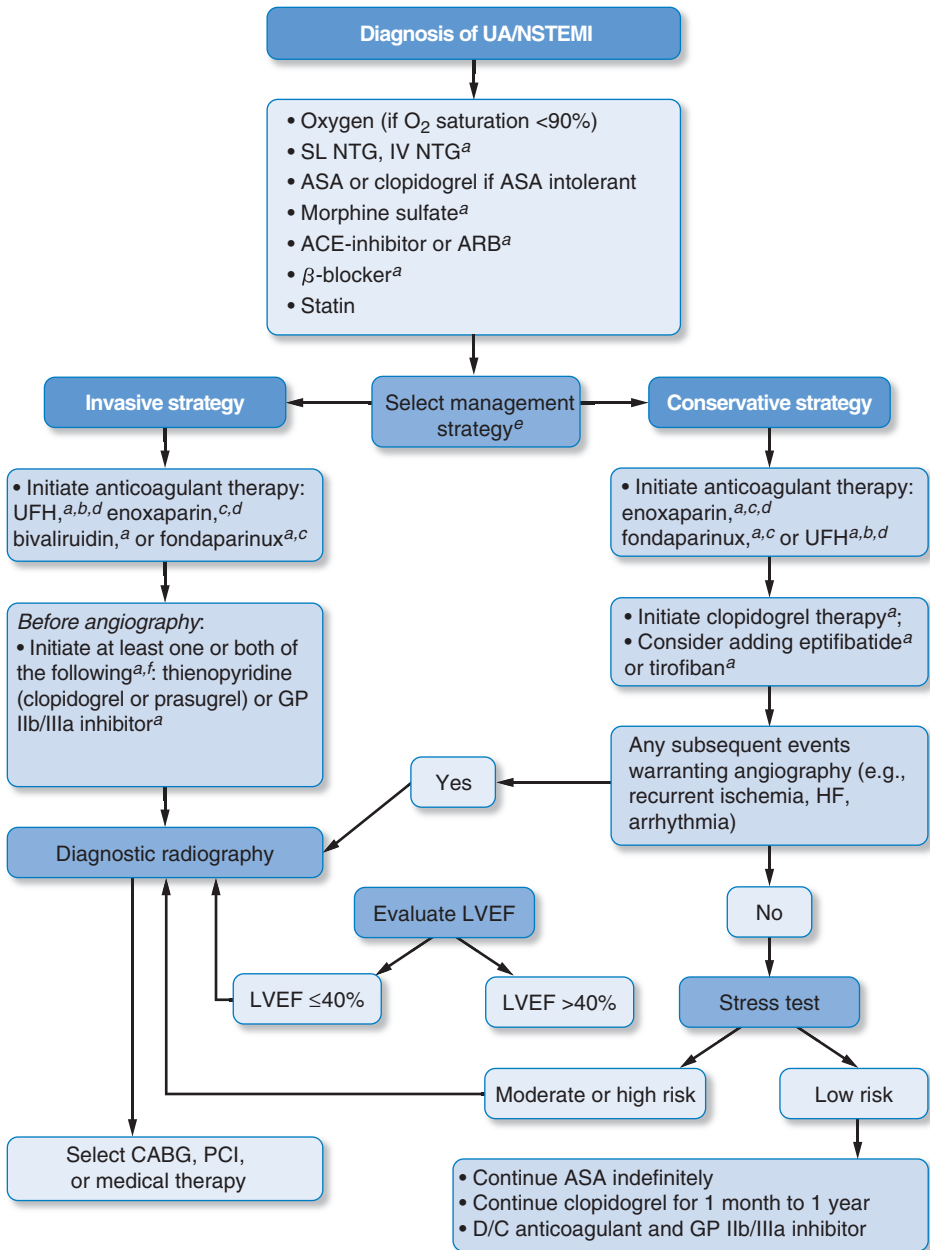 Diagnosis of UA/NSTEMI
• Oxygen (if O₂ saturation <90%)
• SL NTG, IV NTGᵃ
• ASA or clopidogrel if ASA intolerant
• Morphine sulfateᵃ
• ACE-inhibitor or ARBᵃ
• β-blockerᵃ
• Statin
Invasive strategy
Select management
strategyᵉ
Conservative strategy
• Initiate anticoagulant therapy:
UFH,ᵃ,ᵇ,ᵈ enoxaparin,ᶜ,ᵈ
bivaliruidin,ᵃ or fondaparinuxᵃ,ᶜ
• Initiate anticoagulant therapy:
enoxaparin,ᵃ,ᶜ,ᵈ
fondaparinux,ᵃ,ᶜ or UFHᵃ,ᵇ,ᵈ
Before angiography:
• Initiate at least one or both of
the followingᵃ,ᶠ: thienopyridine
(clopidogrel or prasugrel) or GP
IIb/IIIa inhibitorᵃ
• Initiate clopidogrel therapyᵃ;
• Consider adding eptifibatideᵃ
or tirofibanᵃ
Any subsequent events
warranting angiography (e.g.,
recurrent ischemia, HF,
arrhythmia)
Yes
Diagnostic radiography
No
Evaluate LVEF
LVEF ≤40%
LVEF >40%
Stress test
Moderate or high risk
Low risk
Select CABG, PCI,
or medical therapy
• Continue ASA indefinitely
• Continue clopidogrel for 1 month to 1 year
• D/C anticoagulant and GP IIb/IIIa inhibitor